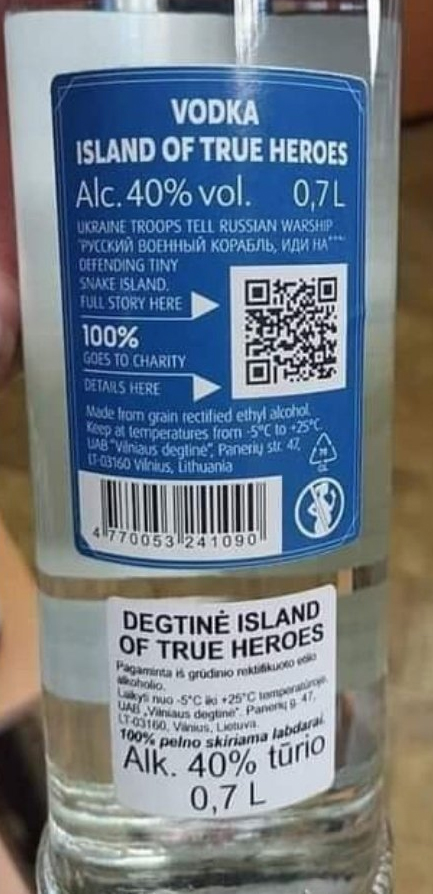 VODKA
ISLAND OF TRUE HEROES
Alc. 40% vol. 0,7 L
UKRAINE TROOPS TELL RUSSIAN WARSHIP
"РУССКИЙ ВОЕННЫЙ КОРАБЛЬ, ИДИ НА***"
DEFENDING TINY
SNAKE ISLAND.
FULL STORY HERE
100%
GOES TO CHARITY
DETAILS HERE
Made from grain rectified ethyl alcohol.
Keep at temperatures from -5°C to +25°C.
UAB "Vilniaus degtinė", Panerių str. 47,
LT-03160 Vilnius, Lithuania
4 770053 241090
DEGTINĖ ISLAND
OF TRUE HEROES
Pagaminta iš grūdinio rektifikuoto etilo
alkoholio.
Laikyti nuo -5°C iki +25°C temperatūroje.
UAB „Vilniaus degtinė". Panerių g. 47,
LT-03160, Vilnius, Lietuva.
100% pelno skiriama labdarai.
Alk. 40% tūrio
0,7 L